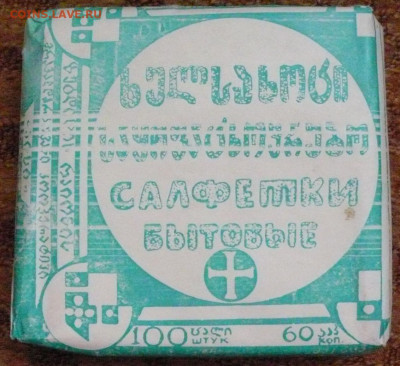 COINS.LAVE.RU
ხელსახოცი
საყოფაცხოვრებო
САЛФЕТКИ
БЫТОВЫЕ
100 ცალი 60 კაპ
ШТУК коп.